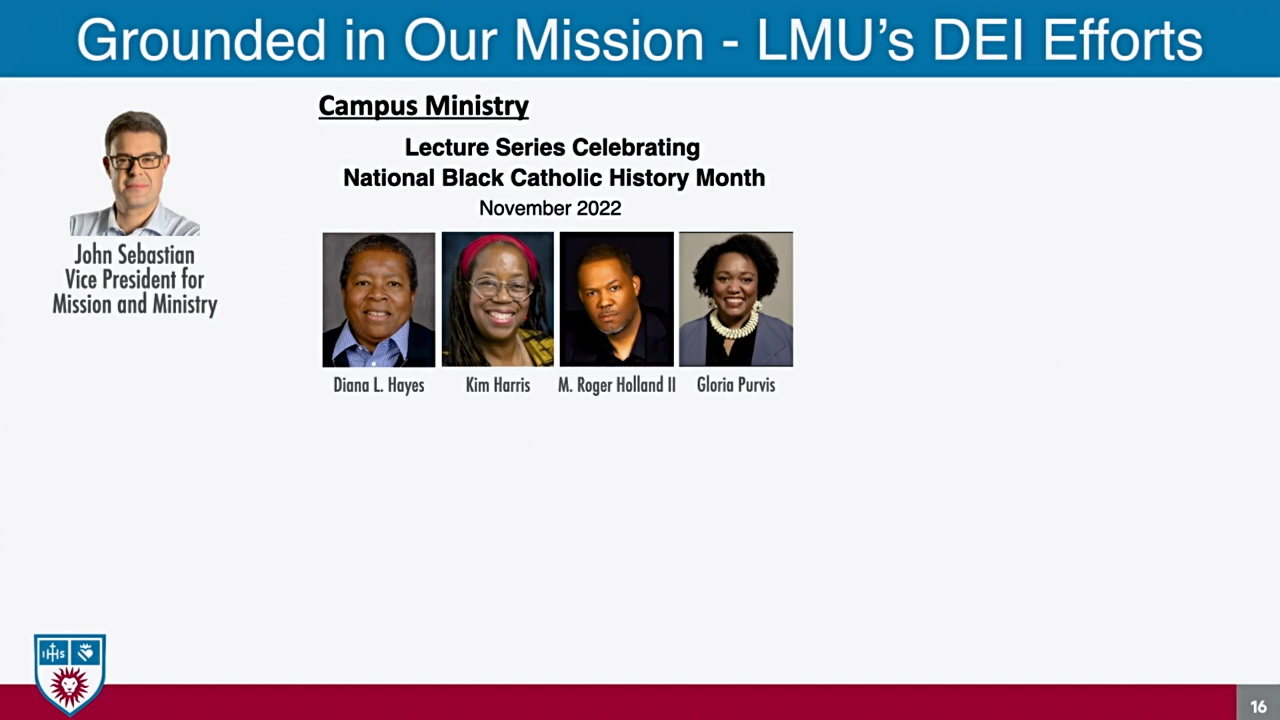 Grounded in Our Mission - LMU's DEI Efforts
Campus Ministry
Lecture Series Celebrating
National Black Catholic History Month
November 2022
John Sebastian
Vice President for
Mission and Ministry
Diana L. Hayes
Kim Harris
M. Roger Holland II
Gloria Purvis
IHS
16